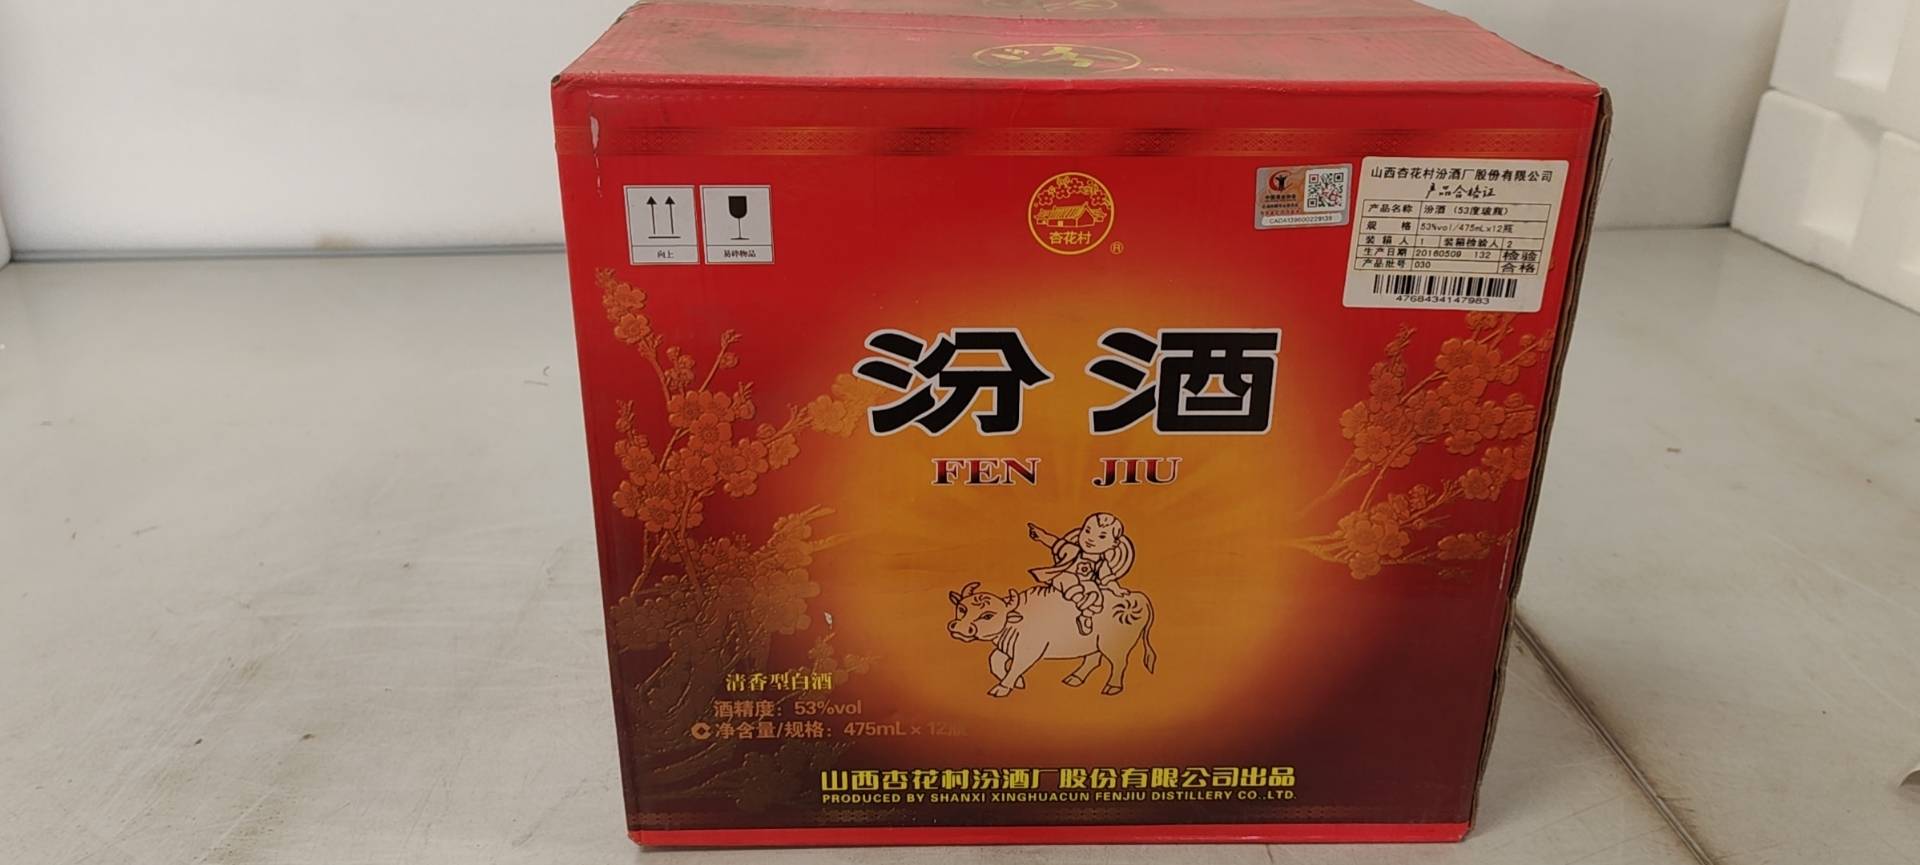 杏花村
®
向上
易碎物品
CADA139600229139
山西杏花村汾酒厂股份有限公司
产品合格证
产品名称 汾酒（53度玻瓶）
规 格 53%vol/475mL×12瓶
装箱人 1 装箱检验人 2
生产日期 20160509 132 检验
产品批号 030 合格
4768434147983
汾酒
FEN JIU
清香型白酒
酒精度：53%vol
净含量/规格：475mL×12瓶
山西杏花村汾酒厂股份有限公司出品
PRODUCED BY SHANXI XINGHUACUN FENJIU DISTILLERY CO.,LTD.